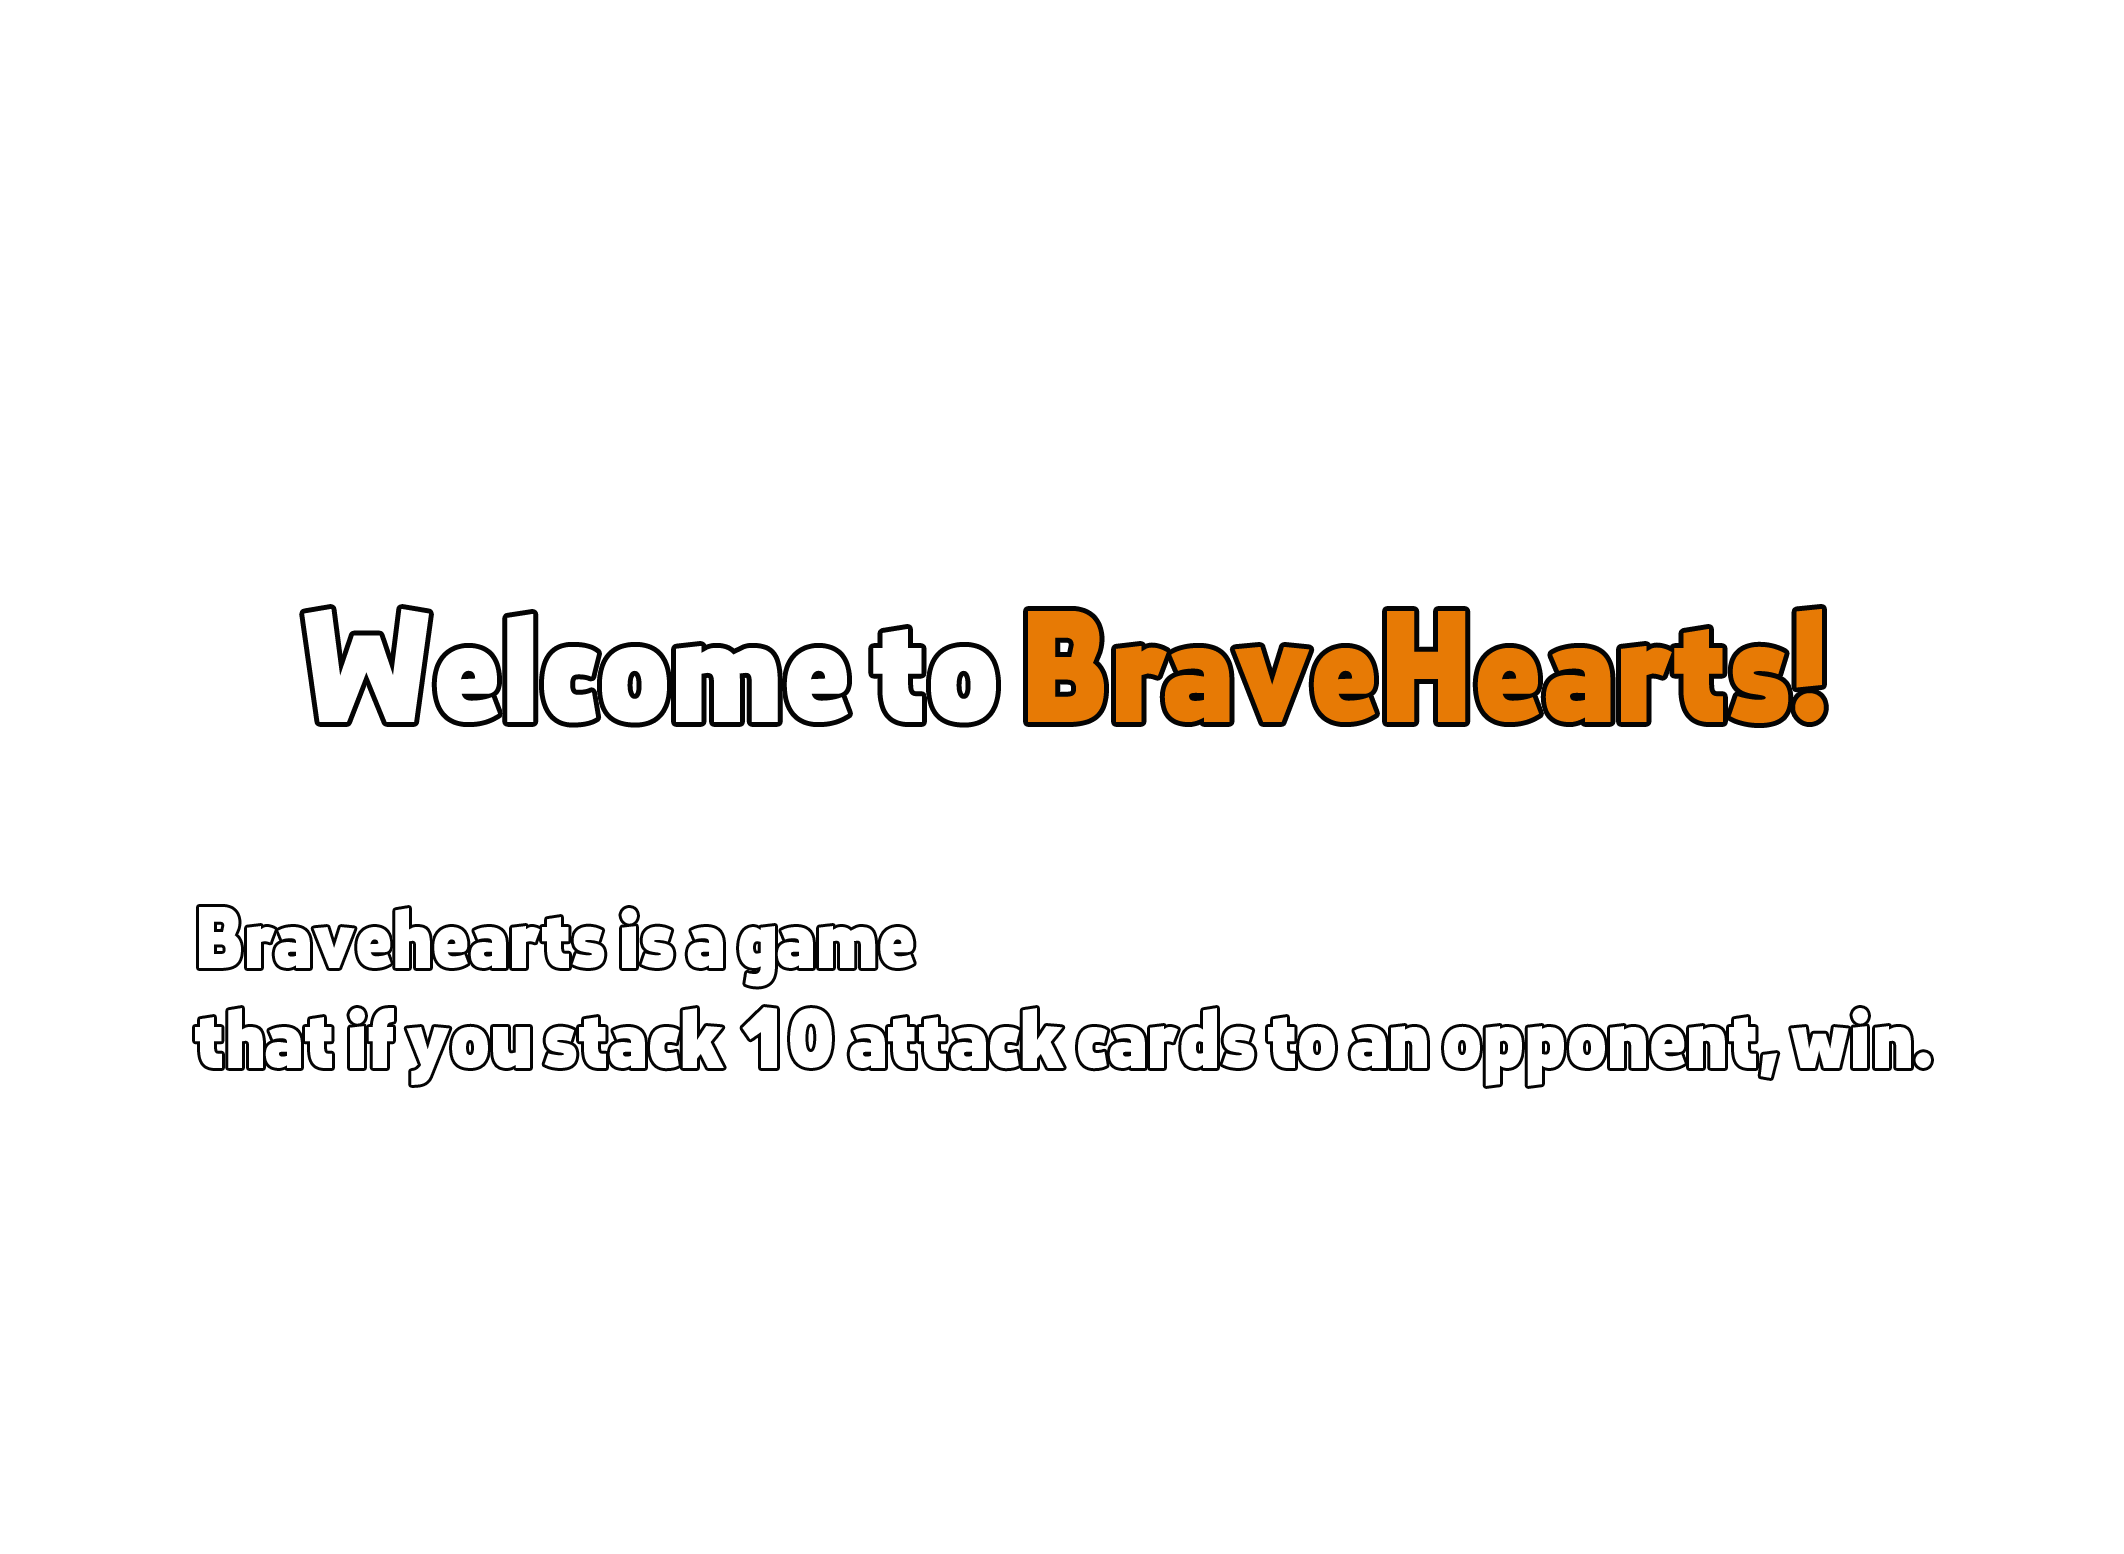 Welcome to BraveHearts!
Bravehearts is a game
that if you stack 10 attack cards to an opponent, win.